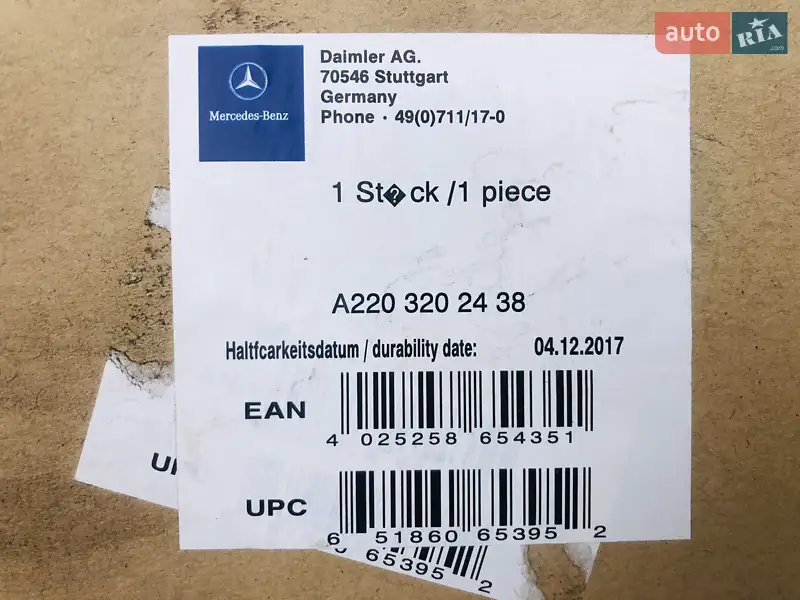 auto RIA .com
Mercedes-Benz
Daimler AG.
70546 Stuttgart
Germany
Phone · 49(0)711/17-0
1 St�ck /1 piece
A220 320 24 38
Haltfcarkeitsdatum / durability date: 04.12.2017
EAN
4 025258 654351
UPC
6 51860 65395 2
65395 2